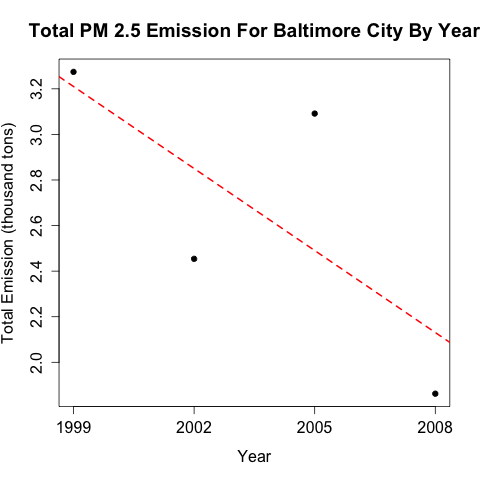 Total PM 2.5 Emission For Baltimore City By Year
Total Emission (thousand tons)
3.2
3.0
2.8
2.6
2.4
2.2
2.0
1999 2002 2005 2008
Year